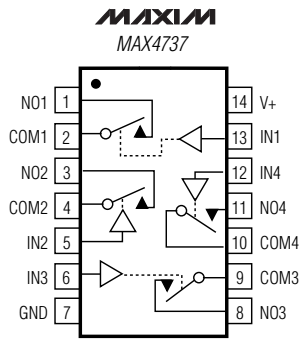 MAXIM
MAX4737
NO1 1 14 V+
COM1 2 13 IN1
NO2 3 12 IN4
COM2 4 11 NO4
IN2 5 10 COM4
IN3 6 9 COM3
GND 7 8 NO3